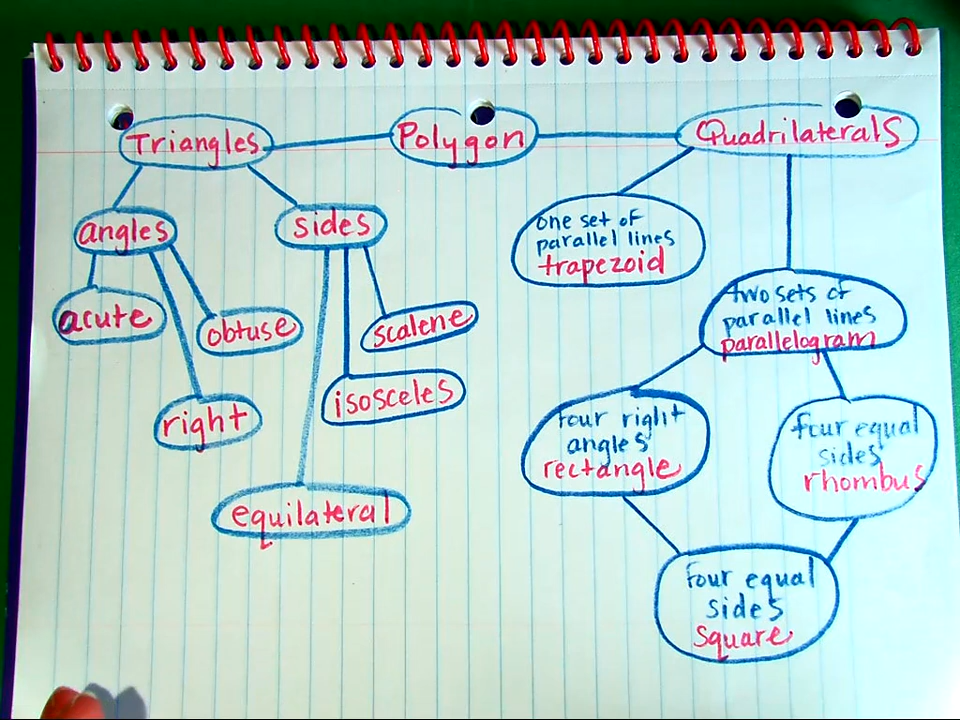 Triangles
Polygon
Quadrilaterals
angles
sides
acute
obtuse
right
scalene
isosceles
equilateral
one set of
parallel lines
trapezoid
two sets of
parallel lines
parallelogram
four right
angles
rectangle
four equal
sides
rhombus
four equal
sides
square